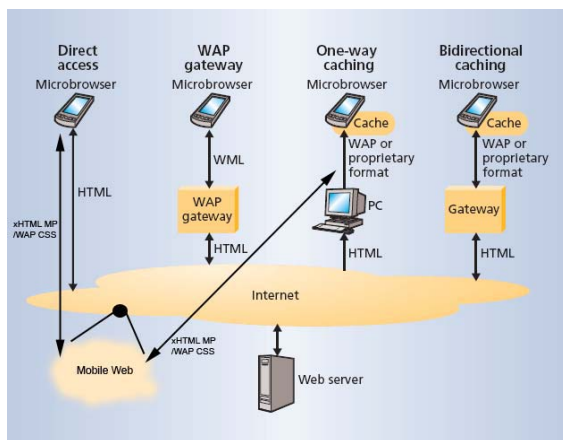 Direct
access
Microbrowser
WAP
gateway
Microbrowser
One-way
caching
Microbrowser
Bidirectional
caching
Microbrowser
Cache
Cache
WAP or
proprietary
format
WAP or
proprietary
format
WML
HTML
xHTML MP
/WAP CSS
WAP
gateway
PC
Gateway
HTML
HTML
HTML
Internet
xHTML MP
/WAP CSS
Mobile Web
Web server